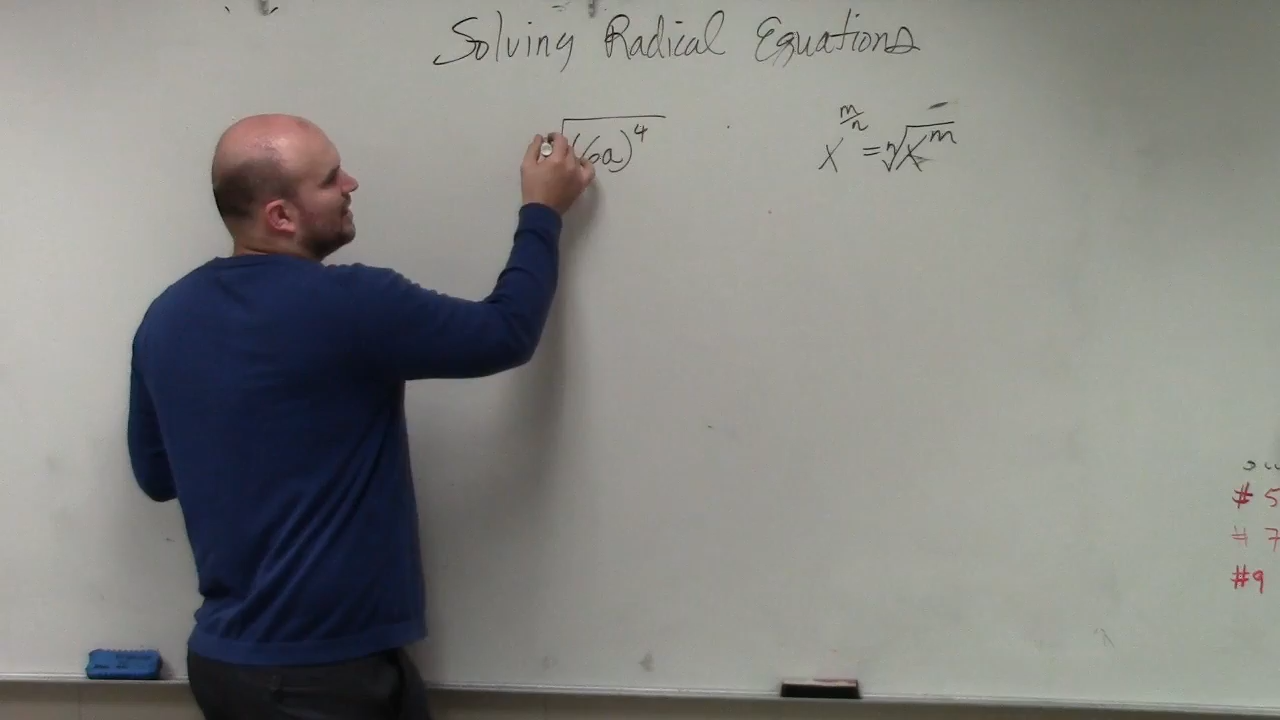 Solving Radical Equations
√(6a)^4
x^(m/n) = ⁿ√x^m
# 5
# 7
#9